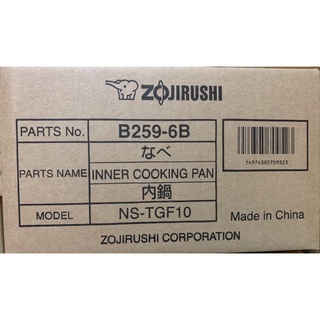 ZOJIRUSHI
PARTS No. B259-6B
なべ
PARTS NAME INNER COOKING PAN
内鍋
MODEL NS-TGF10
4974305709523
Made in China
ZOJIRUSHI CORPORATION